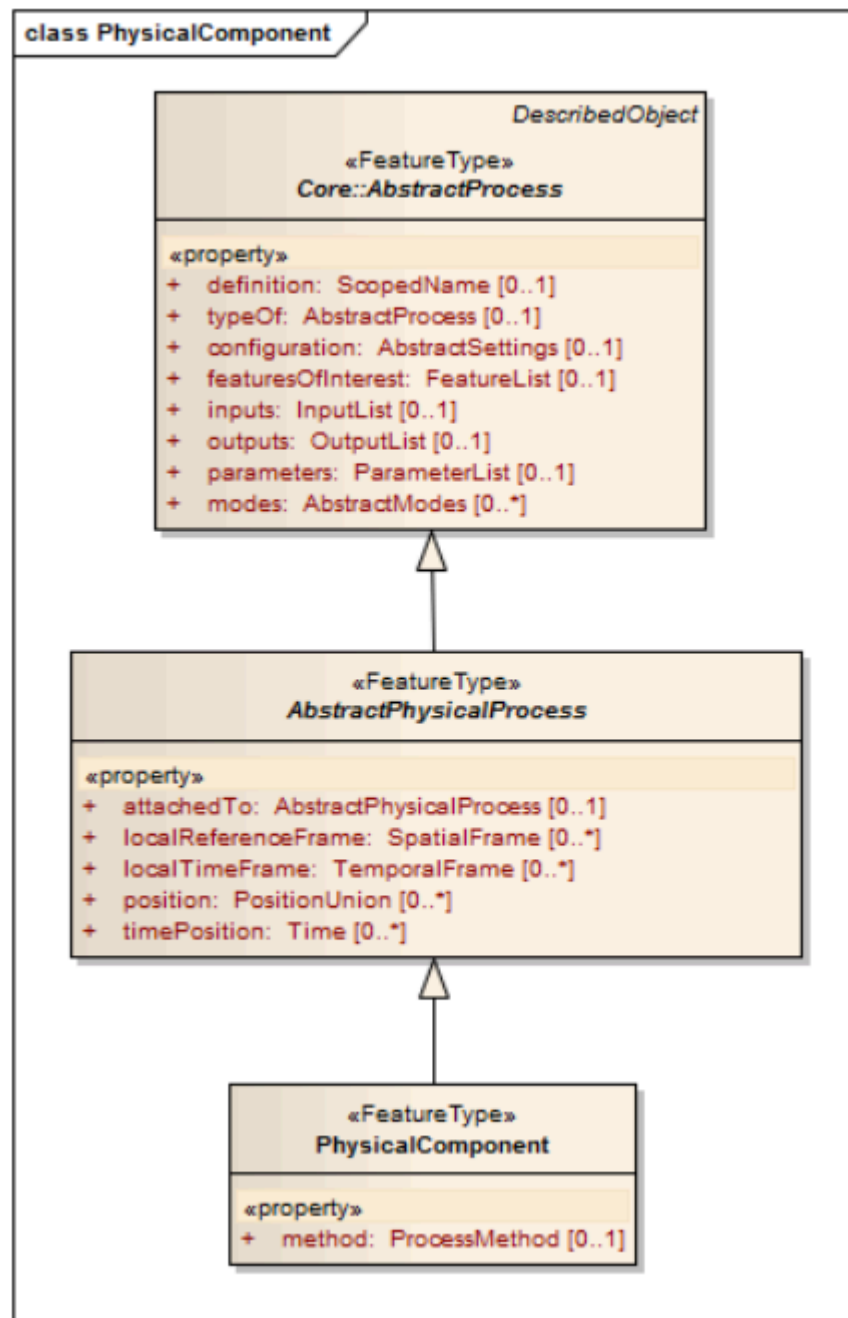 class PhysicalComponent
DescribedObject
«FeatureType»
Core::AbstractProcess
«property»
+ definition: ScopedName [0..1]
+ typeOf: AbstractProcess [0..1]
+ configuration: AbstractSettings [0..1]
+ featuresOfInterest: FeatureList [0..1]
+ inputs: InputList [0..1]
+ outputs: OutputList [0..1]
+ parameters: ParameterList [0..1]
+ modes: AbstractModes [0..*]
«FeatureType»
AbstractPhysicalProcess
«property»
+ attachedTo: AbstractPhysicalProcess [0..1]
+ localReferenceFrame: SpatialFrame [0..*]
+ localTimeFrame: TemporalFrame [0..*]
+ position: PositionUnion [0..*]
+ timePosition: Time [0..*]
«FeatureType»
PhysicalComponent
«property»
+ method: ProcessMethod [0..1]